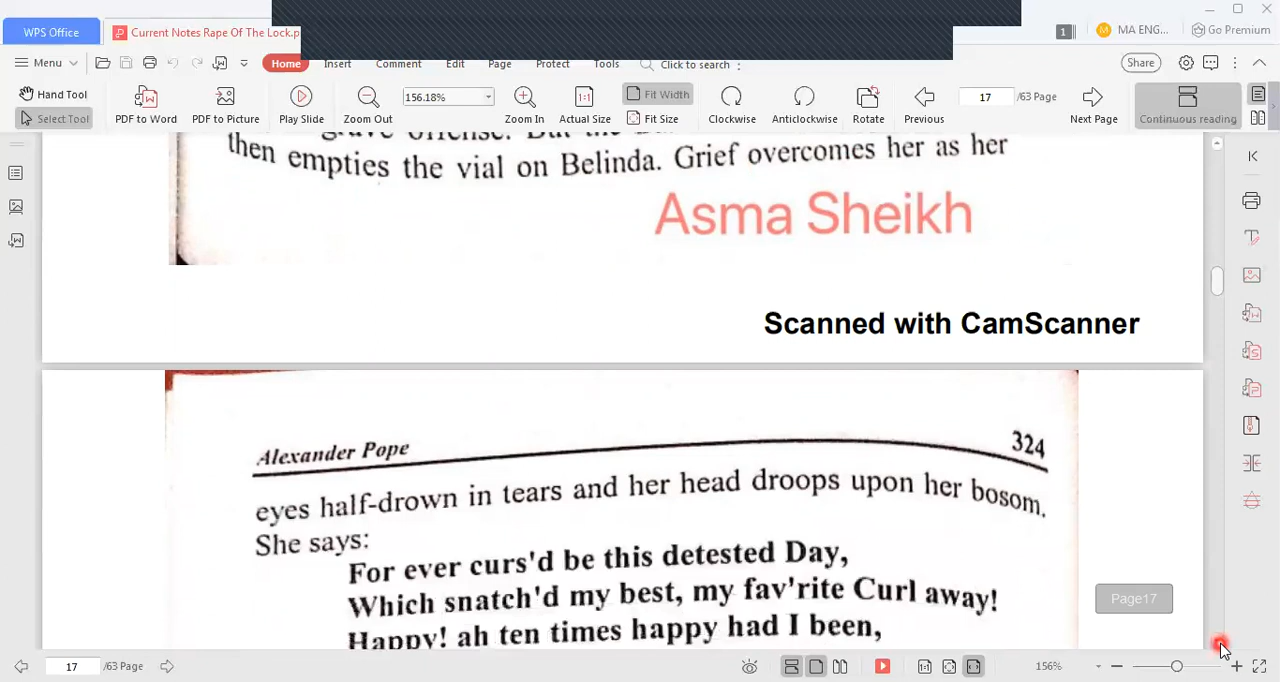 WPS Office
Current Notes Rape Of The Lock.p
1
MA ENG...
Go Premium
Menu
Home
Insert
Comment
Edit
Page
Protect
Tools
Click to search
Share
Hand Tool
Select Tool
PDF to Word
PDF to Picture
Play Slide
Zoom Out
156.18%
Zoom In
Actual Size
Fit Width
Fit Size
Clockwise
Anticlockwise
Rotate
Previous
17
/63 Page
Next Page
Continuous reading
grave offense. But the
then empties the vial on Belinda. Grief overcomes her as her
Asma Sheikh
Scanned with CamScanner
Alexander Pope
324
eyes half-drown in tears and her head droops upon her bosom.
She says:
For ever curs'd be this detested Day,
Which snatch'd my best, my fav'rite Curl away!
Happy! ah ten times happy had I been,
Page17
17
/63 Page
156%